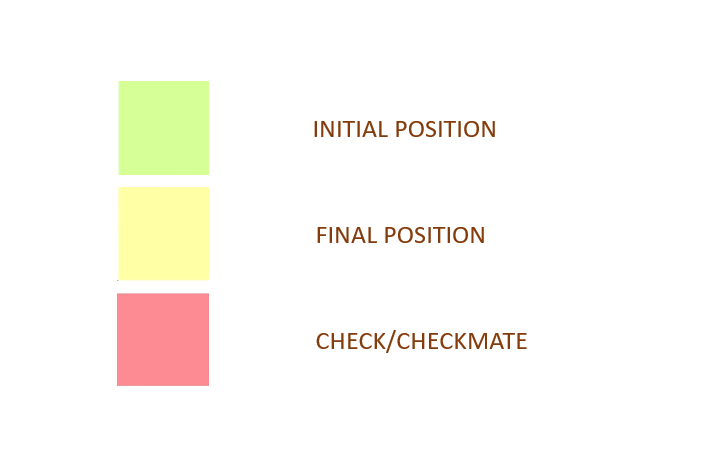 INITIAL POSITION
FINAL POSITION
CHECK/CHECKMATE